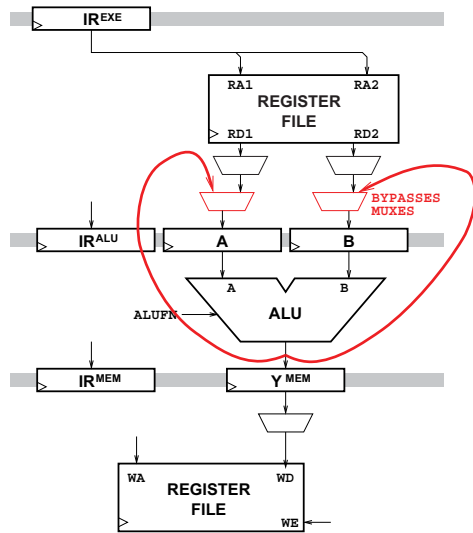 IR EXE
RA1 RA2
REGISTER
FILE
RD1 RD2
BYPASSES
MUXES
IR ALU A B
A B
ALUFN ALU
IR MEM Y MEM
WA WD
REGISTER
FILE
WE